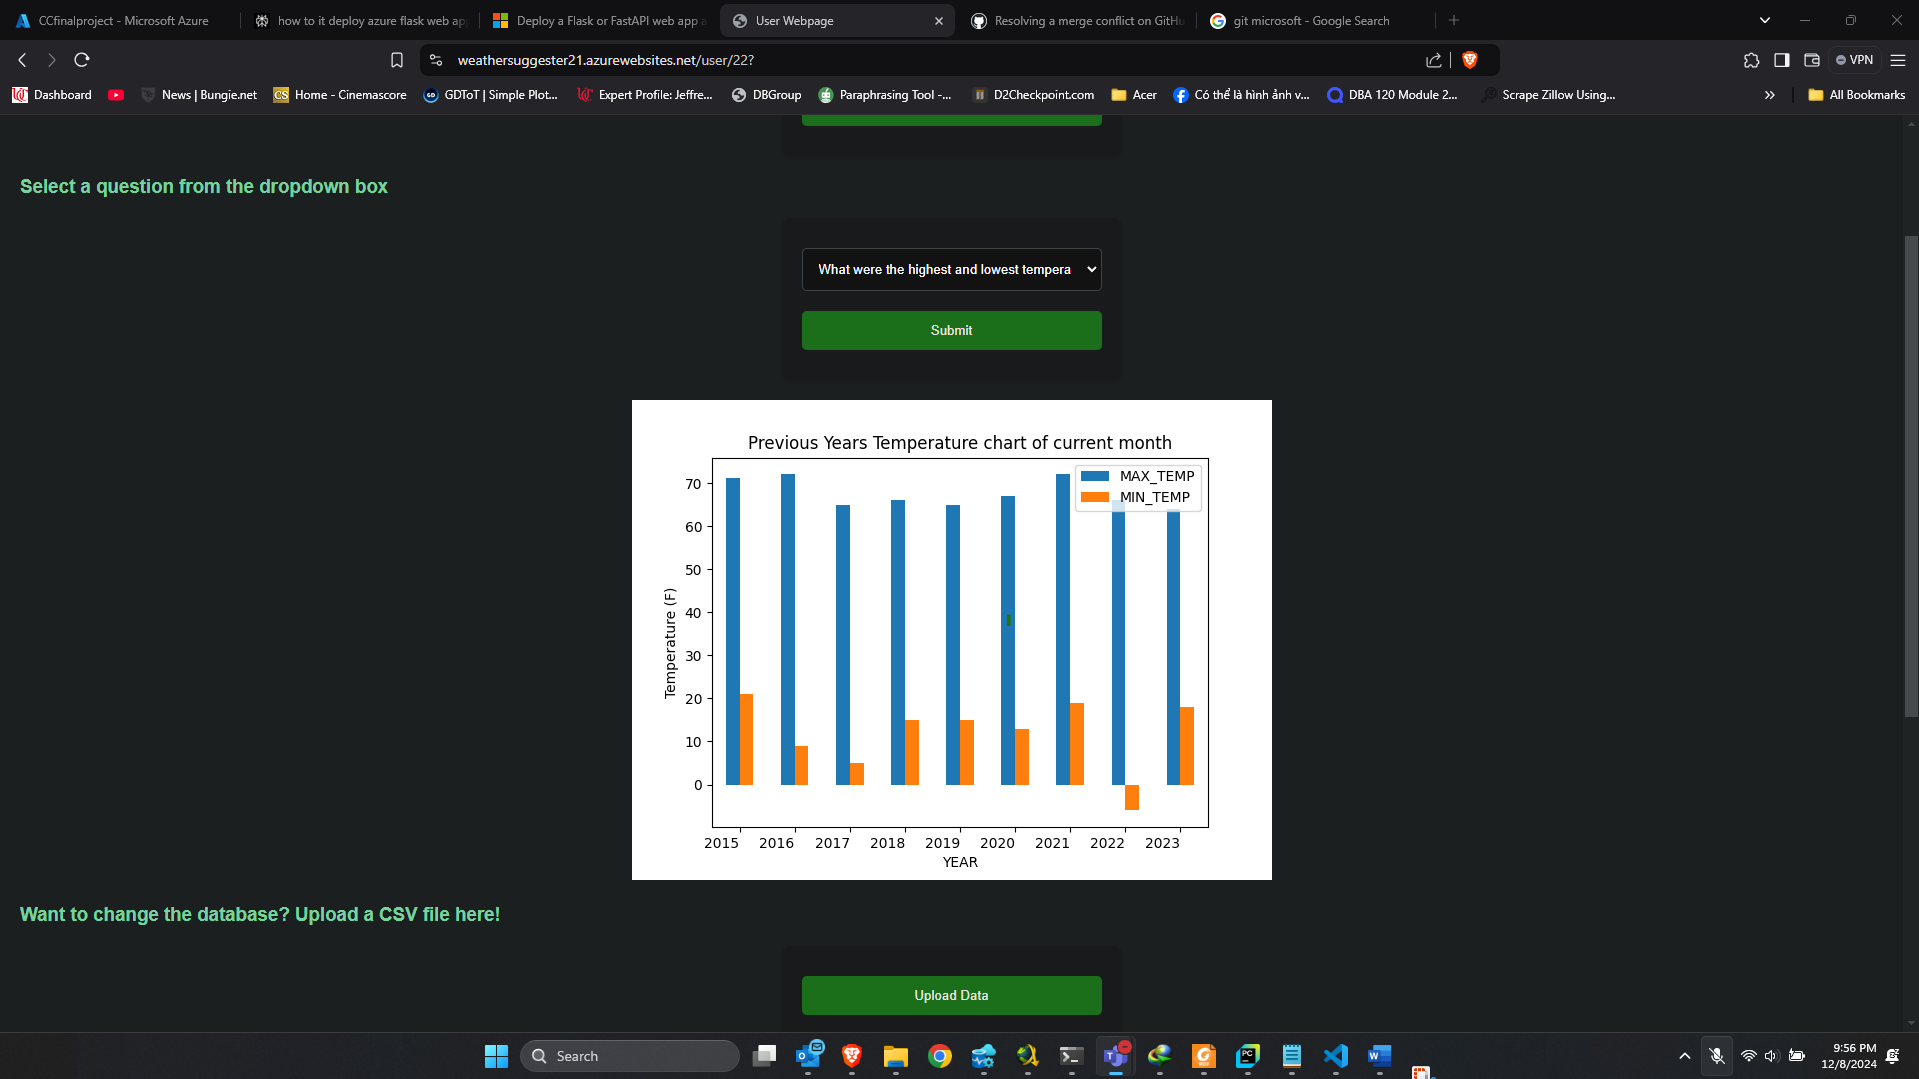 CCfinalproject - Microsoft Azure
how to it deploy azure flask web ap
Deploy a Flask or FastAPI web app a
User Webpage
Resolving a merge conflict on GitHu
git microsoft - Google Search
weathersuggester21.azurewebsites.net/user/22?
VPN
Dashboard
News | Bungie.net
CS
Home - Cinemascore
GDToT | Simple Plot...
Expert Profile: Jeffre...
DBGroup
Paraphrasing Tool -...
D2Checkpoint.com
Acer
Có thể là hình ảnh v...
DBA 120 Module 2...
Scrape Zillow Using...
All Bookmarks
Select a question from the dropdown box
What were the highest and lowest tempera
Submit
Previous Years Temperature chart of current month
MAX_TEMP
MIN_TEMP
70
60
50
40
30
20
10
0
Temperature (F)
2015 2016 2017 2018 2019 2020 2021 2022 2023
YEAR
Want to change the database? Upload a CSV file here!
Upload Data
Search
9:56 PM
12/8/2024